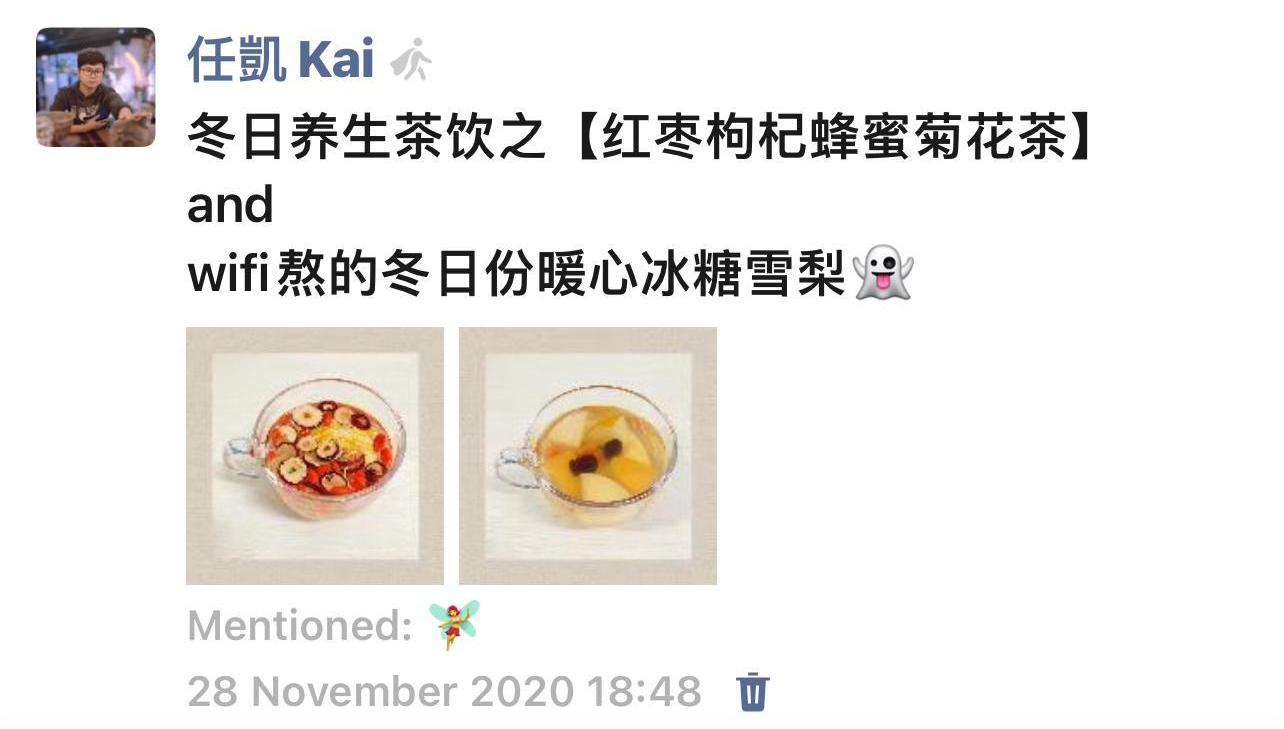 任凱 Kai
冬日养生茶饮之【红枣枸杞蜂蜜菊花茶】
and
wifi熬的冬日份暖心冰糖雪梨👻
Mentioned: 🧚
28 November 2020 18:48